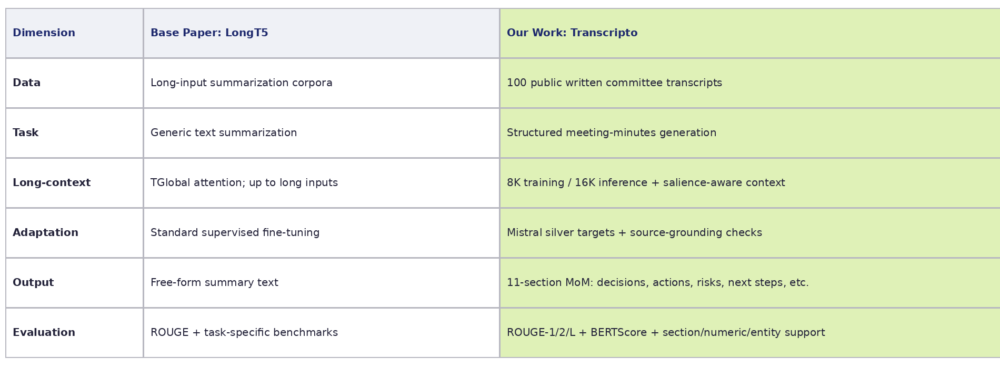 Dimension
Base Paper: LongT5
Our Work: Transcripto
Data
Long-input summarization corpora
100 public written committee transcripts
Task
Generic text summarization
Structured meeting-minutes generation
Long-context
TGlobal attention; up to long inputs
8K training / 16K inference + salience-aware context
Adaptation
Standard supervised fine-tuning
Mistral silver targets + source-grounding checks
Output
Free-form summary text
11-section MoM: decisions, actions, risks, next steps, etc.
Evaluation
ROUGE + task-specific benchmarks
ROUGE-1/2/L + BERTScore + section/numeric/entity support